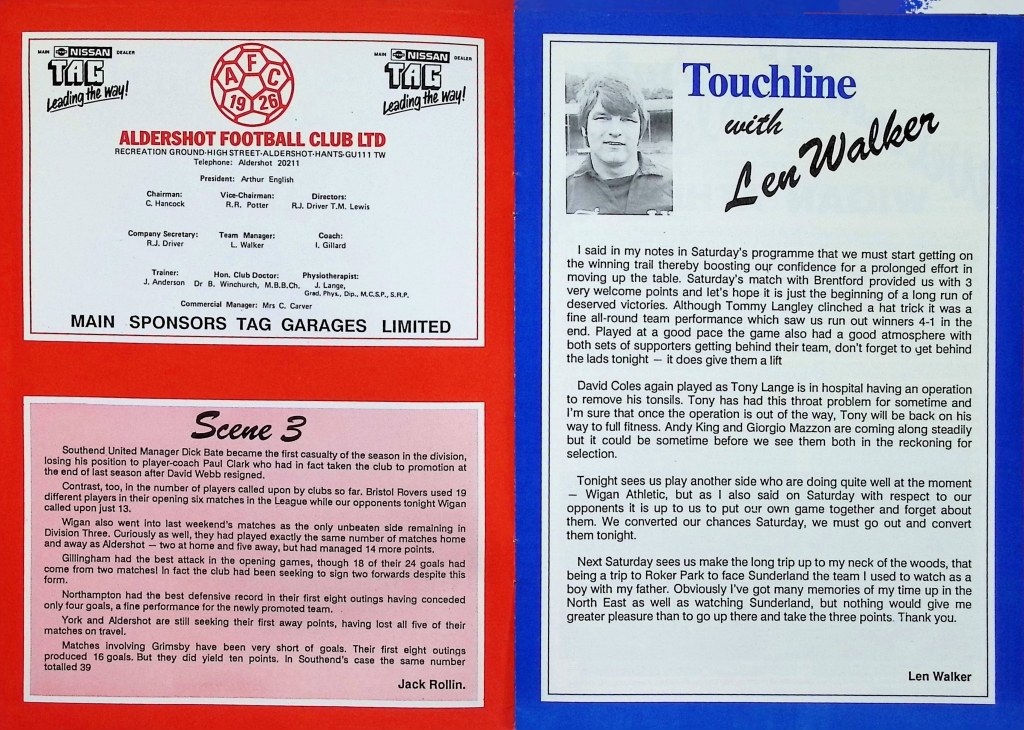 MAIN NISSAN DEALER
TAG
Leading the Way!
AFC
1926
MAIN NISSAN DEALER
TAG
Leading the Way!
ALDERSHOT FOOTBALL CLUB LTD
RECREATION GROUND·HIGH STREET·ALDERSHOT·HANTS·GU111 TW
Telephone: Aldershot 20211
President: Arthur English
Chairman: Vice-Chairman: Directors:
C. Hancock R.R. Potter R.J. Driver T.M. Lewis
Company Secretary: Team Manager: Coach:
R.J. Driver L. Walker I. Gillard
Trainer: Hon. Club Doctor: Physiotherapist:
J. Anderson Dr B. Winchurch, M.B.B.Ch, J. Lange,
Grad, Phys., Dip., M.C.S.P., S.R.P.
Commercial Manager: Mrs C. Carver
MAIN SPONSORS TAG GARAGES LIMITED
Scene 3
Southend United Manager Dick Bate became the first casualty of the season in the division,
losing his position to player-coach Paul Clark who had in fact taken the club to promotion at
the end of last season after David Webb resigned.
Contrast, too, in the number of players called upon by clubs so far. Bristol Rovers used 19
different players in their opening six matches in the League while our opponents tonight Wigan
called upon just 13.
Wigan also went into last weekend's matches as the only unbeaten side remaining in
Division Three. Curiously as well, they had played exactly the same number of matches home
and away as Aldershot — two at home and five away, but had managed 14 more points.
Gillingham had the best attack in the opening games, though 18 of their 24 goals had
come from two matches! In fact the club had been seeking to sign two forwards despite this
form.
Northampton had the best defensive record in their first eight outings having conceded
only four goals, a fine performance for the newly promoted team.
York and Aldershot are still seeking their first away points, having lost all five of their
matches on travel.
Matches involving Grimsby have been very short of goals. Their first eight outings
produced 16 goals. But they did yield ten points. In Southend's case the same number
totalled 39
Jack Rollin.
Touchline
with
Len Walker
I said in my notes in Saturday's programme that we must start getting on
the winning trail thereby boosting our confidence for a prolonged effort in
moving up the table. Saturday's match with Brentford provided us with 3
very welcome points and let's hope it is just the beginning of a long run of
deserved victories. Although Tommy Langley clinched a hat trick it was a
fine all-round team performance which saw us run out winners 4-1 in the
end. Played at a good pace the game also had a good atmosphere with
both sets of supporters getting behind their team, don't forget to get behind
the lads tonight — it does give them a lift
David Coles again played as Tony Lange is in hospital having an operation
to remove his tonsils. Tony has had this throat problem for sometime and
I'm sure that once the operation is out of the way, Tony will be back on his
way to full fitness. Andy King and Giorgio Mazzon are coming along steadily
but it could be sometime before we see them both in the reckoning for
selection.
Tonight sees us play another side who are doing quite well at the moment
— Wigan Athletic, but as I also said on Saturday with respect to our
opponents it is up to us to put our own game together and forget about
them. We converted our chances Saturday, we must go out and convert
them tonight.
Next Saturday sees us make the long trip up to my neck of the woods, that
being a trip to Roker Park to face Sunderland the team I used to watch as a
boy with my father. Obviously I've got many memories of my time up in the
North East as well as watching Sunderland, but nothing would give me
greater pleasure than to go up there and take the three points. Thank you.
Len Walker